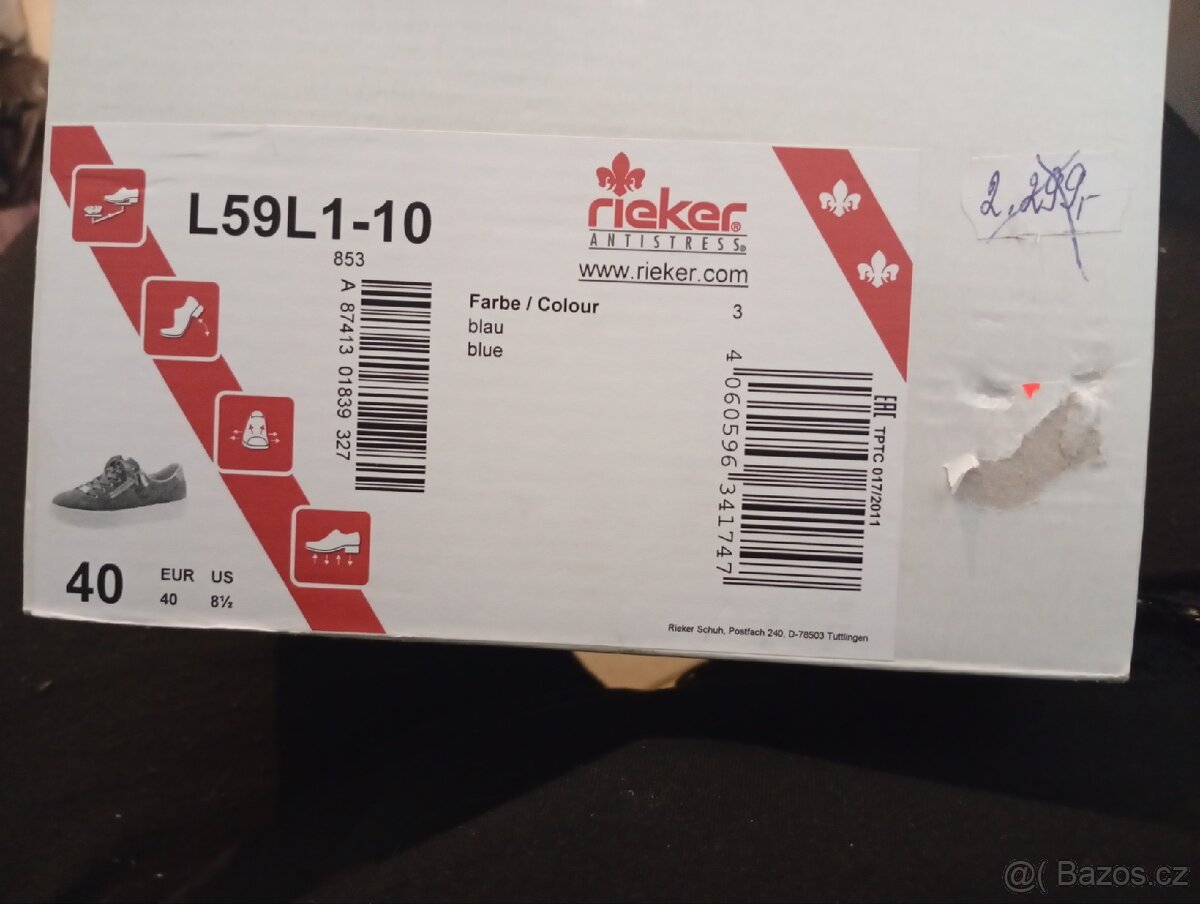 L59L1-10
853
A 87413 01839 327
rieker®
ANTISTRESS®
www.rieker.com
Farbe / Colour
blau
blue
3
4 060596 341747
EAC TPTC 017/2011
2.299,-
40
EUR US
40 8½
Rieker Schuh, Postfach 240, D-78503 Tuttlingen
@( Bazos.cz